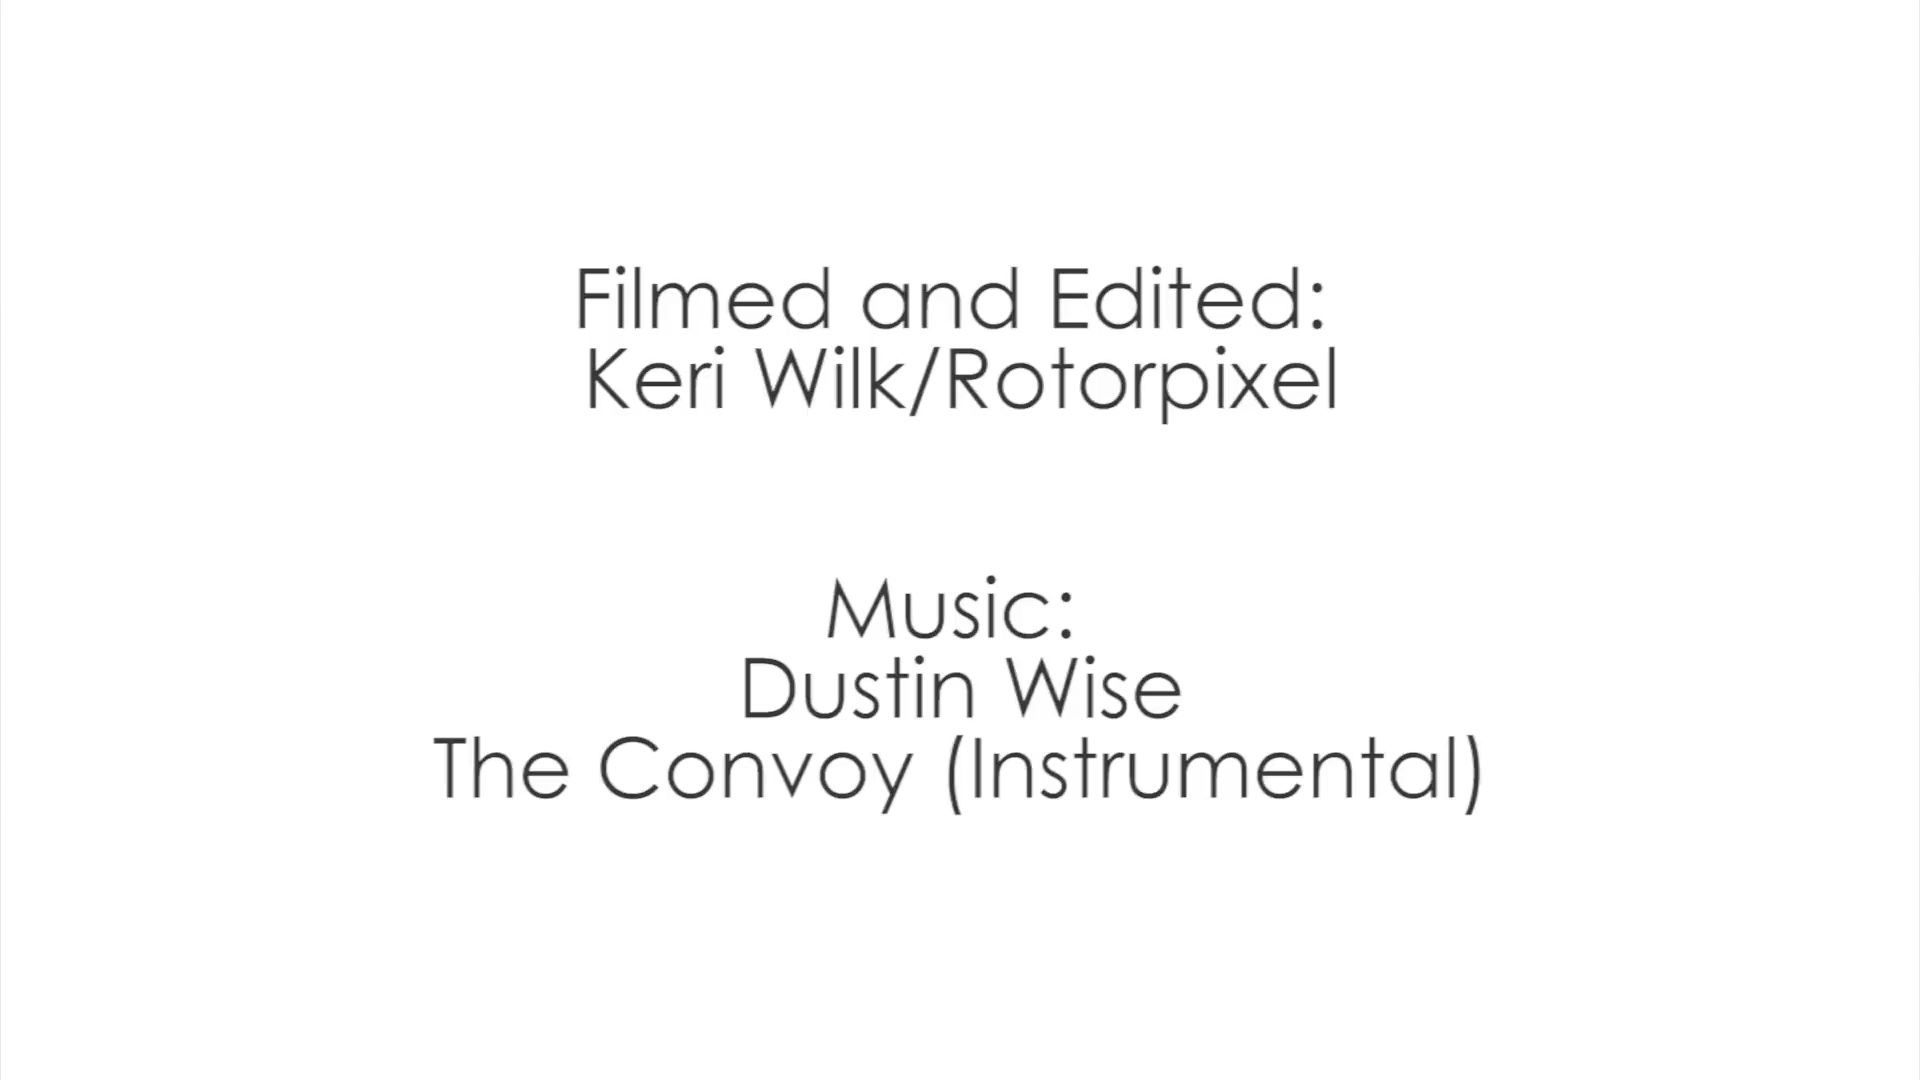 Filmed and Edited:
Keri Wilk/Rotorpixel
Music:
Dustin Wise
The Convoy (Instrumental)